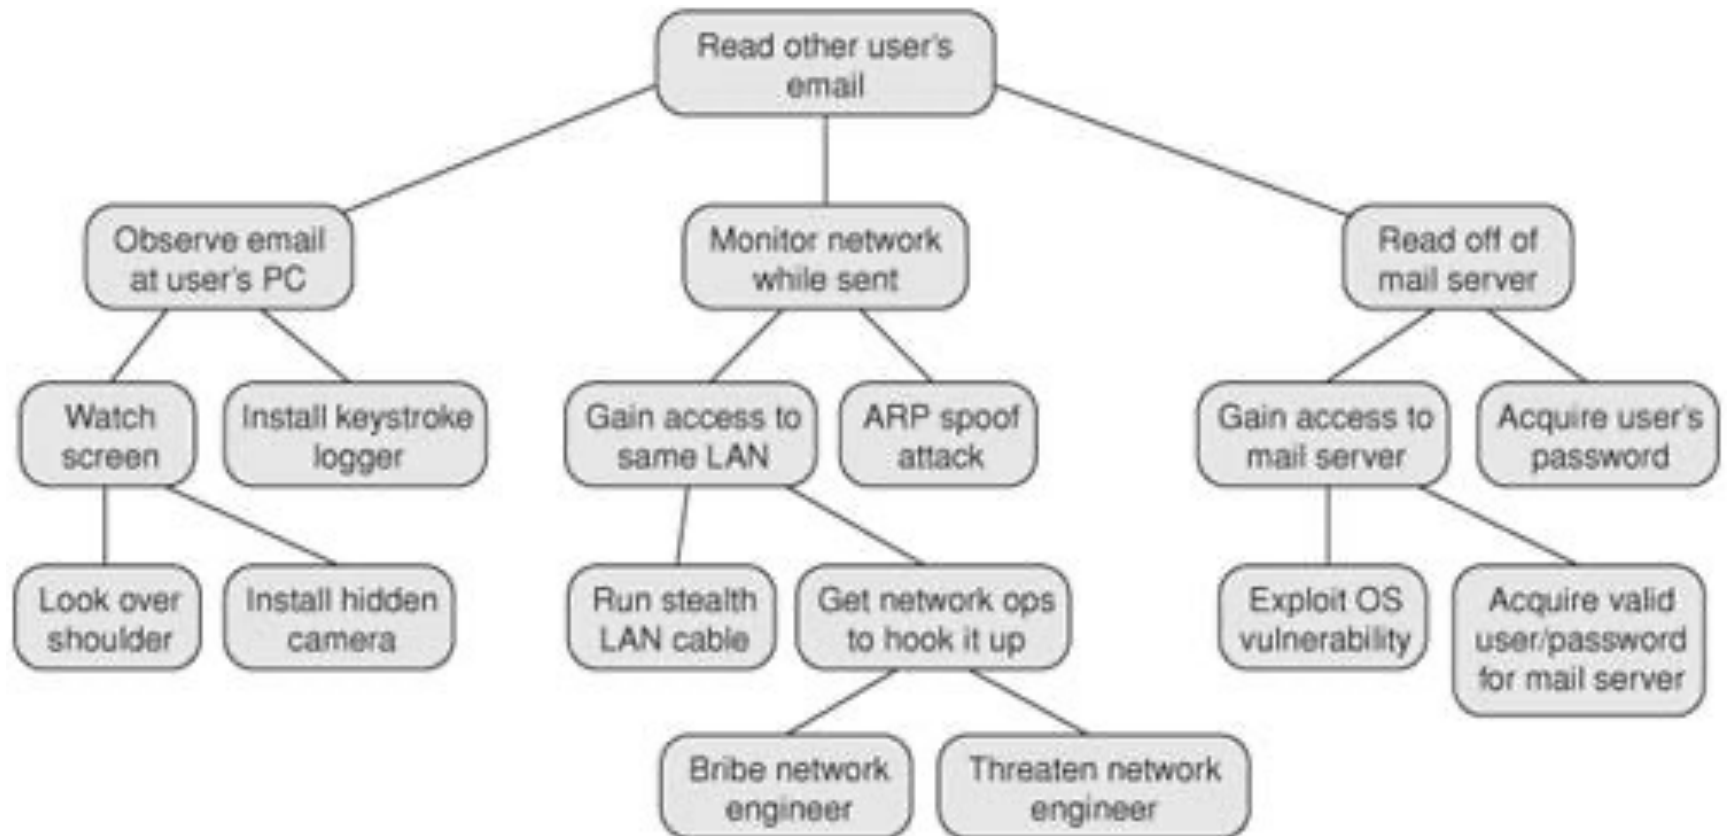 Read other user's
email
Observe email
at user's PC
Monitor network
while sent
Read off of
mail server
Watch
screen
Install keystroke
logger
Gain access to
same LAN
ARP spoof
attack
Gain access to
mail server
Acquire user's
password
Look over
shoulder
Install hidden
camera
Run stealth
LAN cable
Get network ops
to hook it up
Exploit OS
vulnerability
Acquire valid
user/password
for mail server
Bribe network
engineer
Threaten network
engineer